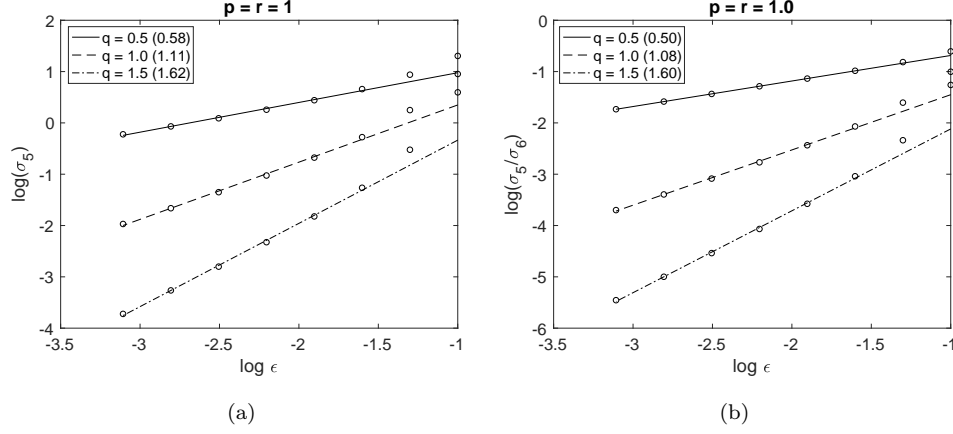 p = r = 1
q = 0.5 (0.58)
q = 1.0 (1.11)
q = 1.5 (1.62)
log(σ₅)
2
1
0
-1
-2
-3
-4
-3.5 -3 -2.5 -2 -1.5 -1
log ϵ
(a)
p = r = 1.0
q = 0.5 (0.50)
q = 1.0 (1.08)
q = 1.5 (1.60)
log(σ₅/σ₆)
0
-1
-2
-3
-4
-5
-6
-3.5 -3 -2.5 -2 -1.5 -1
log ϵ
(b)